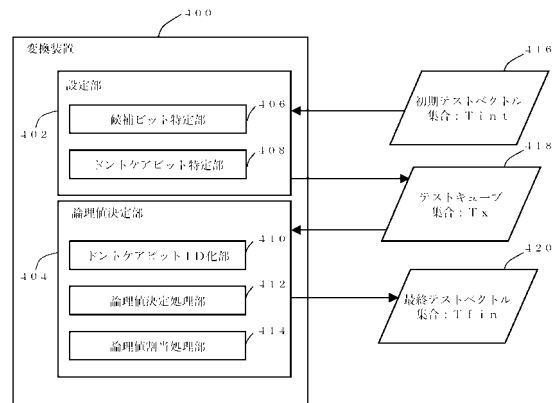 ４００
変換装置
設定部
候補ビット特定部
４０６
４０２
ドントケアビット特定部
４０８
論理値決定部
ドントケアビットＩＤ化部
４１０
４０４
論理値決定処理部
４１２
論理値割当処理部
４１４
４１６
初期テストベクトル
集合：Ｔｉｎｔ
４１８
テストキューブ
集合：Ｔｘ
４２０
最終テストベクトル
集合：Ｔｆｉｎ